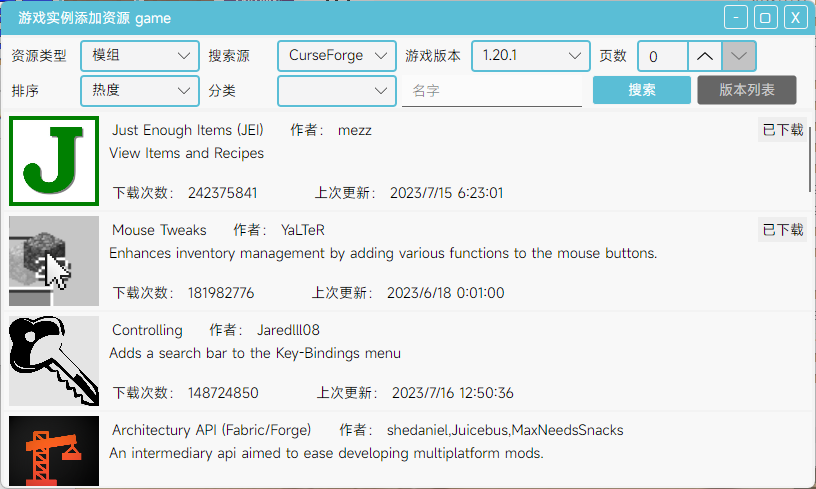 游戏实例添加资源 game
资源类型 模组 搜索源 CurseForge 游戏版本 1.20.1 页数 0
排序 热度 分类 名字 搜索 版本列表
J
Just Enough Items (JEI) 作者： mezz 已下载
View Items and Recipes
下载次数： 242375841 上次更新： 2023/7/15 6:23:01
Mouse Tweaks 作者： YaLTeR 已下载
Enhances inventory management by adding various functions to the mouse buttons.
下载次数： 181982776 上次更新： 2023/6/18 0:01:00
Controlling 作者： Jaredlll08
Adds a search bar to the Key-Bindings menu
下载次数： 148724850 上次更新： 2023/7/16 12:50:36
Architectury API (Fabric/Forge) 作者： shedaniel,Juicebus,MaxNeedsSnacks
An intermediary api aimed to ease developing multiplatform mods.